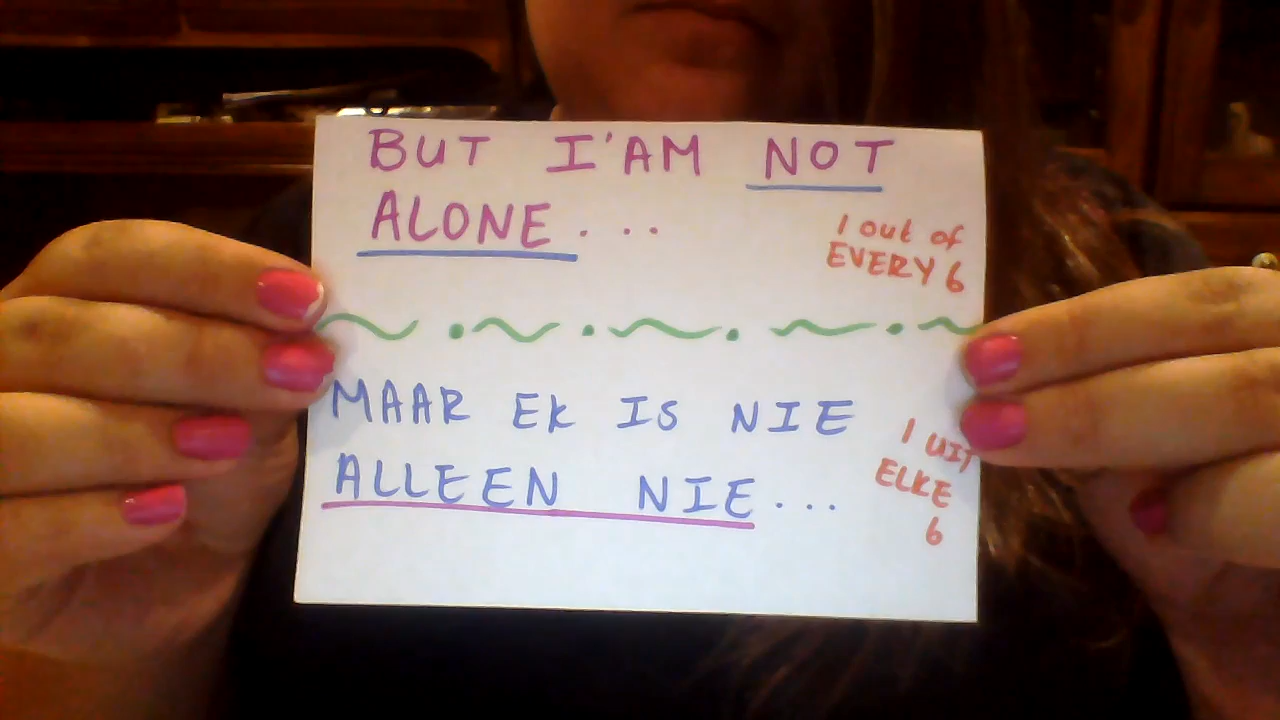 BUT I'AM NOT
ALONE...
1 out of
EVERY 6
MAAR EK IS NIE
ALLEEN NIE...
1 UIT
ELKE
6